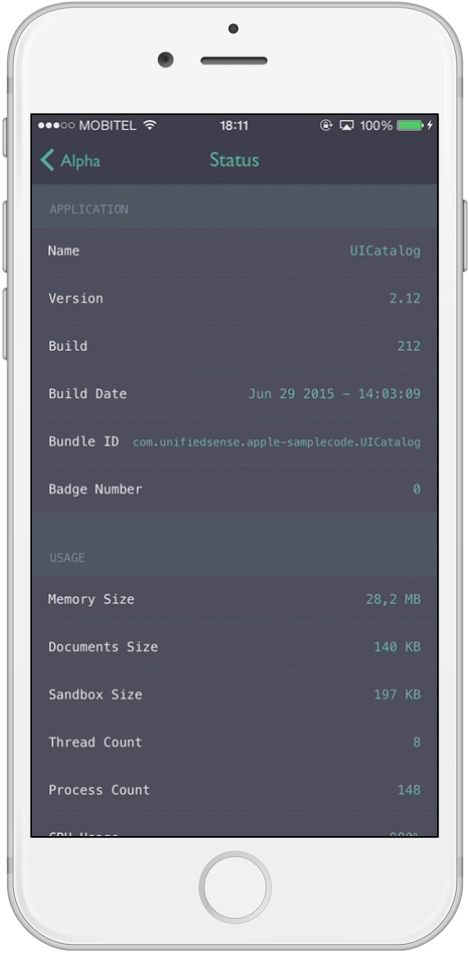 MOBITEL 18:11 100%
Alpha Status
APPLICATION
Name UICatalog
Version 2.12
Build 212
Build Date Jun 29 2015 – 14:03:09
Bundle ID com.unifiedsense.apple-samplecode.UICatalog
Badge Number 0
USAGE
Memory Size 28,2 MB
Documents Size 140 KB
Sandbox Size 197 KB
Thread Count 8
Process Count 148
CPU Usage